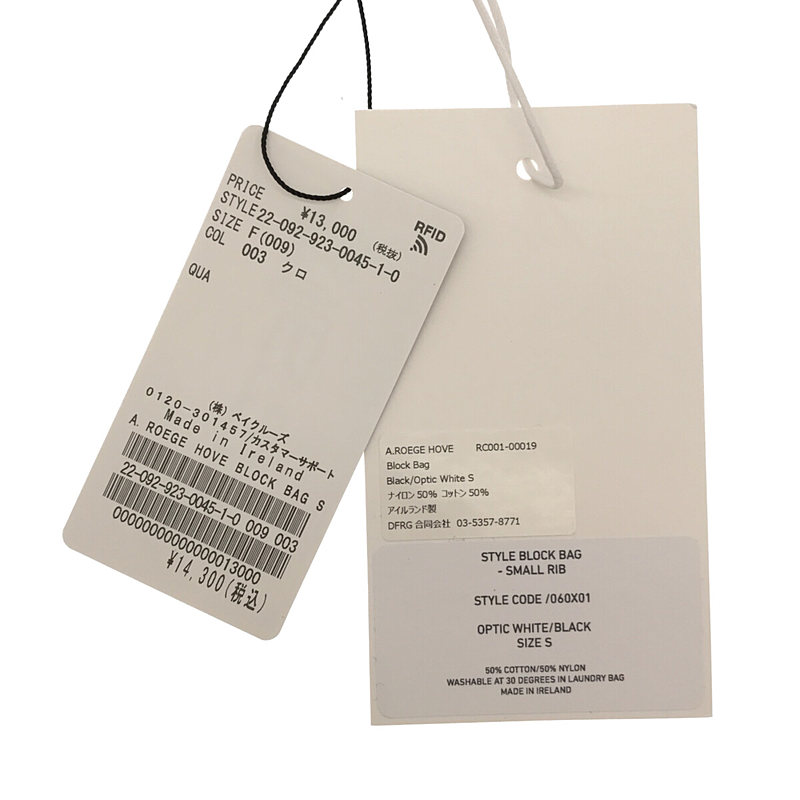 PRICE ¥13,000 (税抜)
STYLE 22-092-923-0045-1-0
SIZE F(009)
COL 003 クロ
QUA
RFID
(株) ベイクルーズ
0120-301457/カスタマーサポート
Made in Ireland
A. ROEGE HOVE BLOCK BAG S
22-092-923-0045-1-0 009 003
0000000000000013000
¥14,300(税込)
A.ROEGE HOVE RC001-00019
Block Bag
Black/Optic White S
ナイロン 50% コットン 50%
アイルランド製
DFRG 合同会社 03-5357-8771
STYLE BLOCK BAG
- SMALL RIB
STYLE CODE /060X01
OPTIC WHITE/BLACK
SIZE S
50% COTTON/50% NYLON
WASHABLE AT 30 DEGREES IN LAUNDRY BAG
MADE IN IRELAND